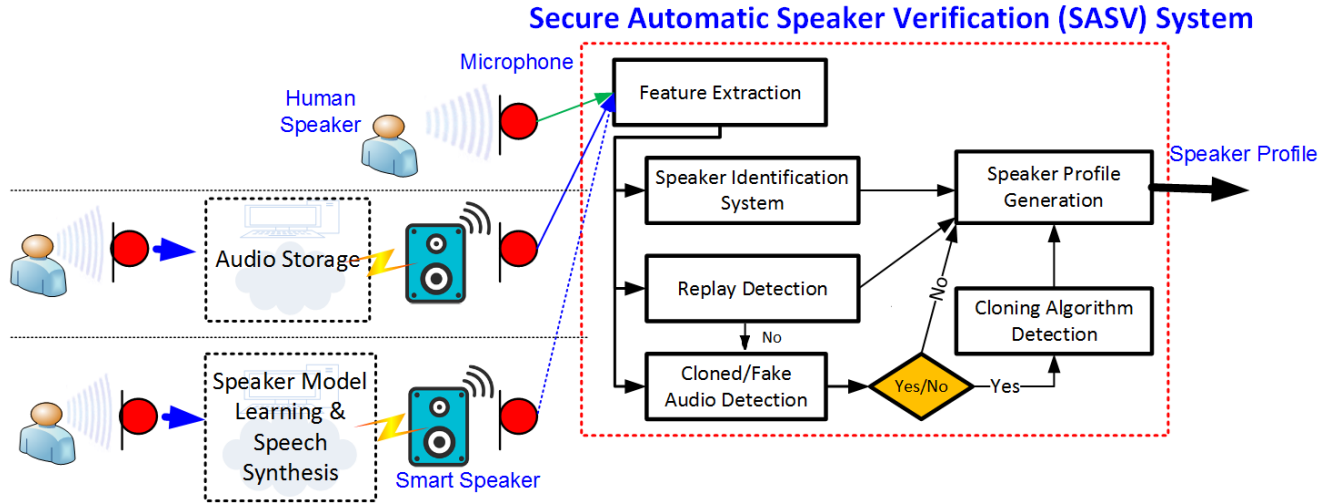 Secure Automatic Speaker Verification (SASV) System
Microphone
Human
Speaker
Feature Extraction
Speaker Identification
System
Speaker Profile
Generation
Speaker Profile
Audio Storage
Replay Detection
No
No
Cloning Algorithm
Detection
Speaker Model
Learning &
Speech
Synthesis
Cloned/Fake
Audio Detection
Yes/No
Yes
Smart Speaker